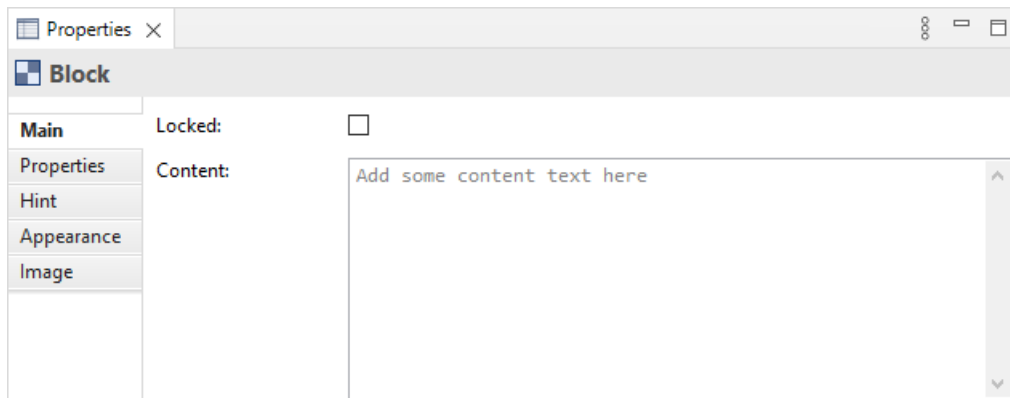 Properties
Block
Main
Locked:
Properties
Content:
Add some content text here
Hint
Appearance
Image